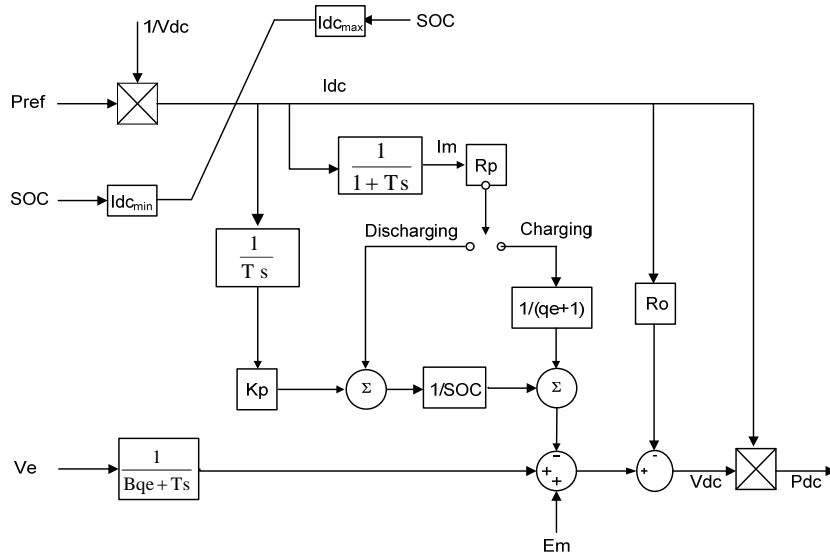 1/Vdc
Idcmax
SOC
Pref
Idc
SOC
Idcmin
1
1 + T s
Im
Rp
Discharging
Charging
1
T s
1/(qe+1)
Ro
Kp
Σ
1/SOC
Σ
Ve
1
Bqe + Ts
-
+
+
-
+
Vdc
Pdc
Em